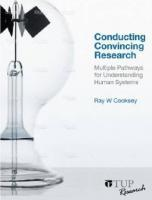 Conducting
Convincing
Research
Multiple Pathways
for Understanding
Human Systems
Ray W Cooksey
TUP
Research